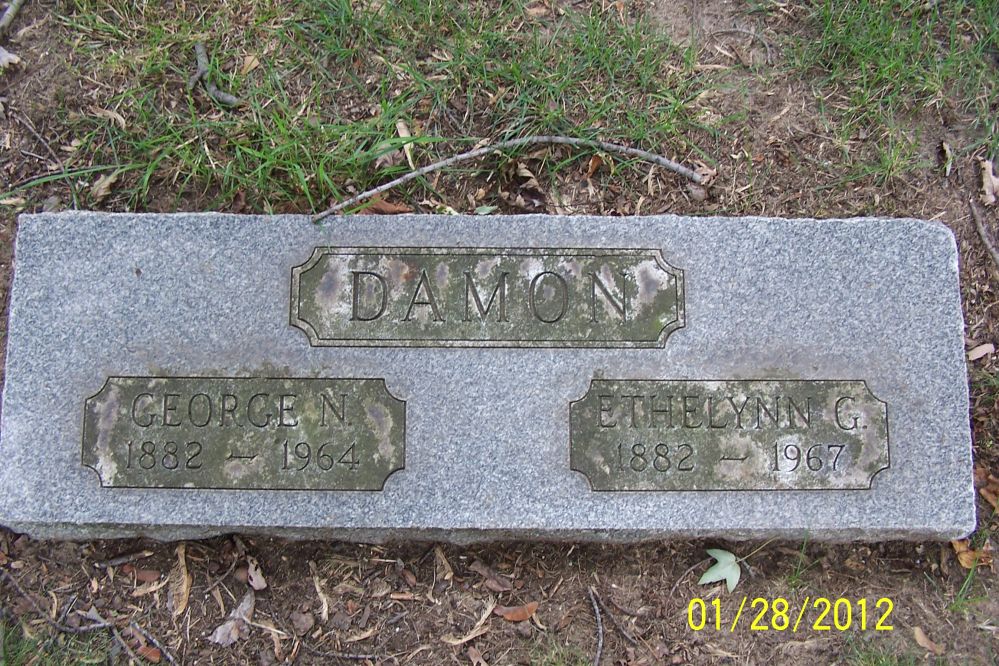 DAMON
GEORGE N.
1882 — 1964
ETHELYNN G.
1882 — 1967
01/28/2012